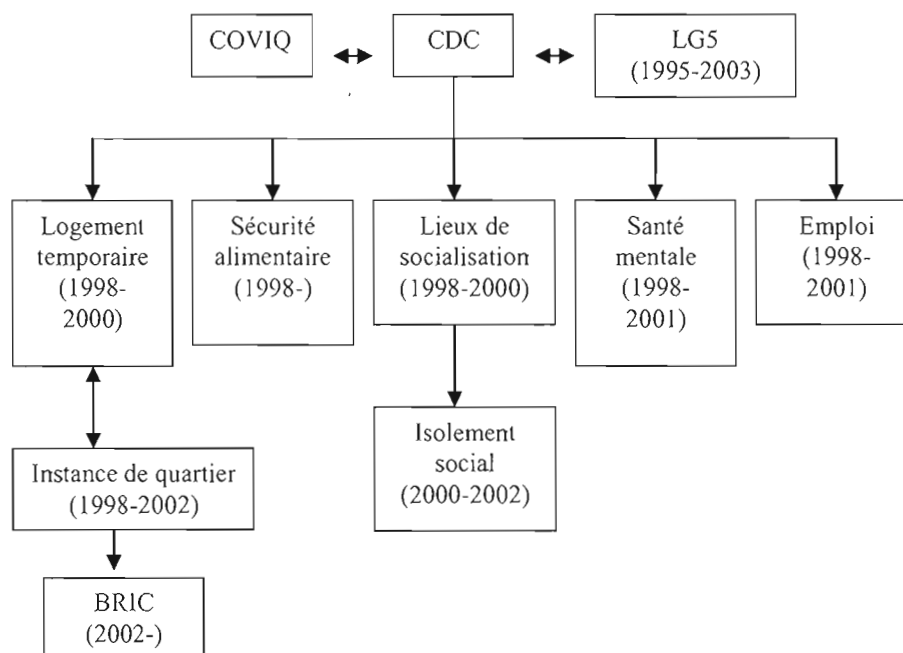 COVIQ
CDC
LG5
(1995-2003)
Logement
temporaire
(1998-
2000)
Sécurité
alimentaire
(1998-)
Lieux de
socialisation
(1998-2000)
Santé
mentale
(1998-
2001)
Emploi
(1998-
2001)
Instance de quartier
(1998-2002)
Isolement
social
(2000-2002)
BRIC
(2002-)